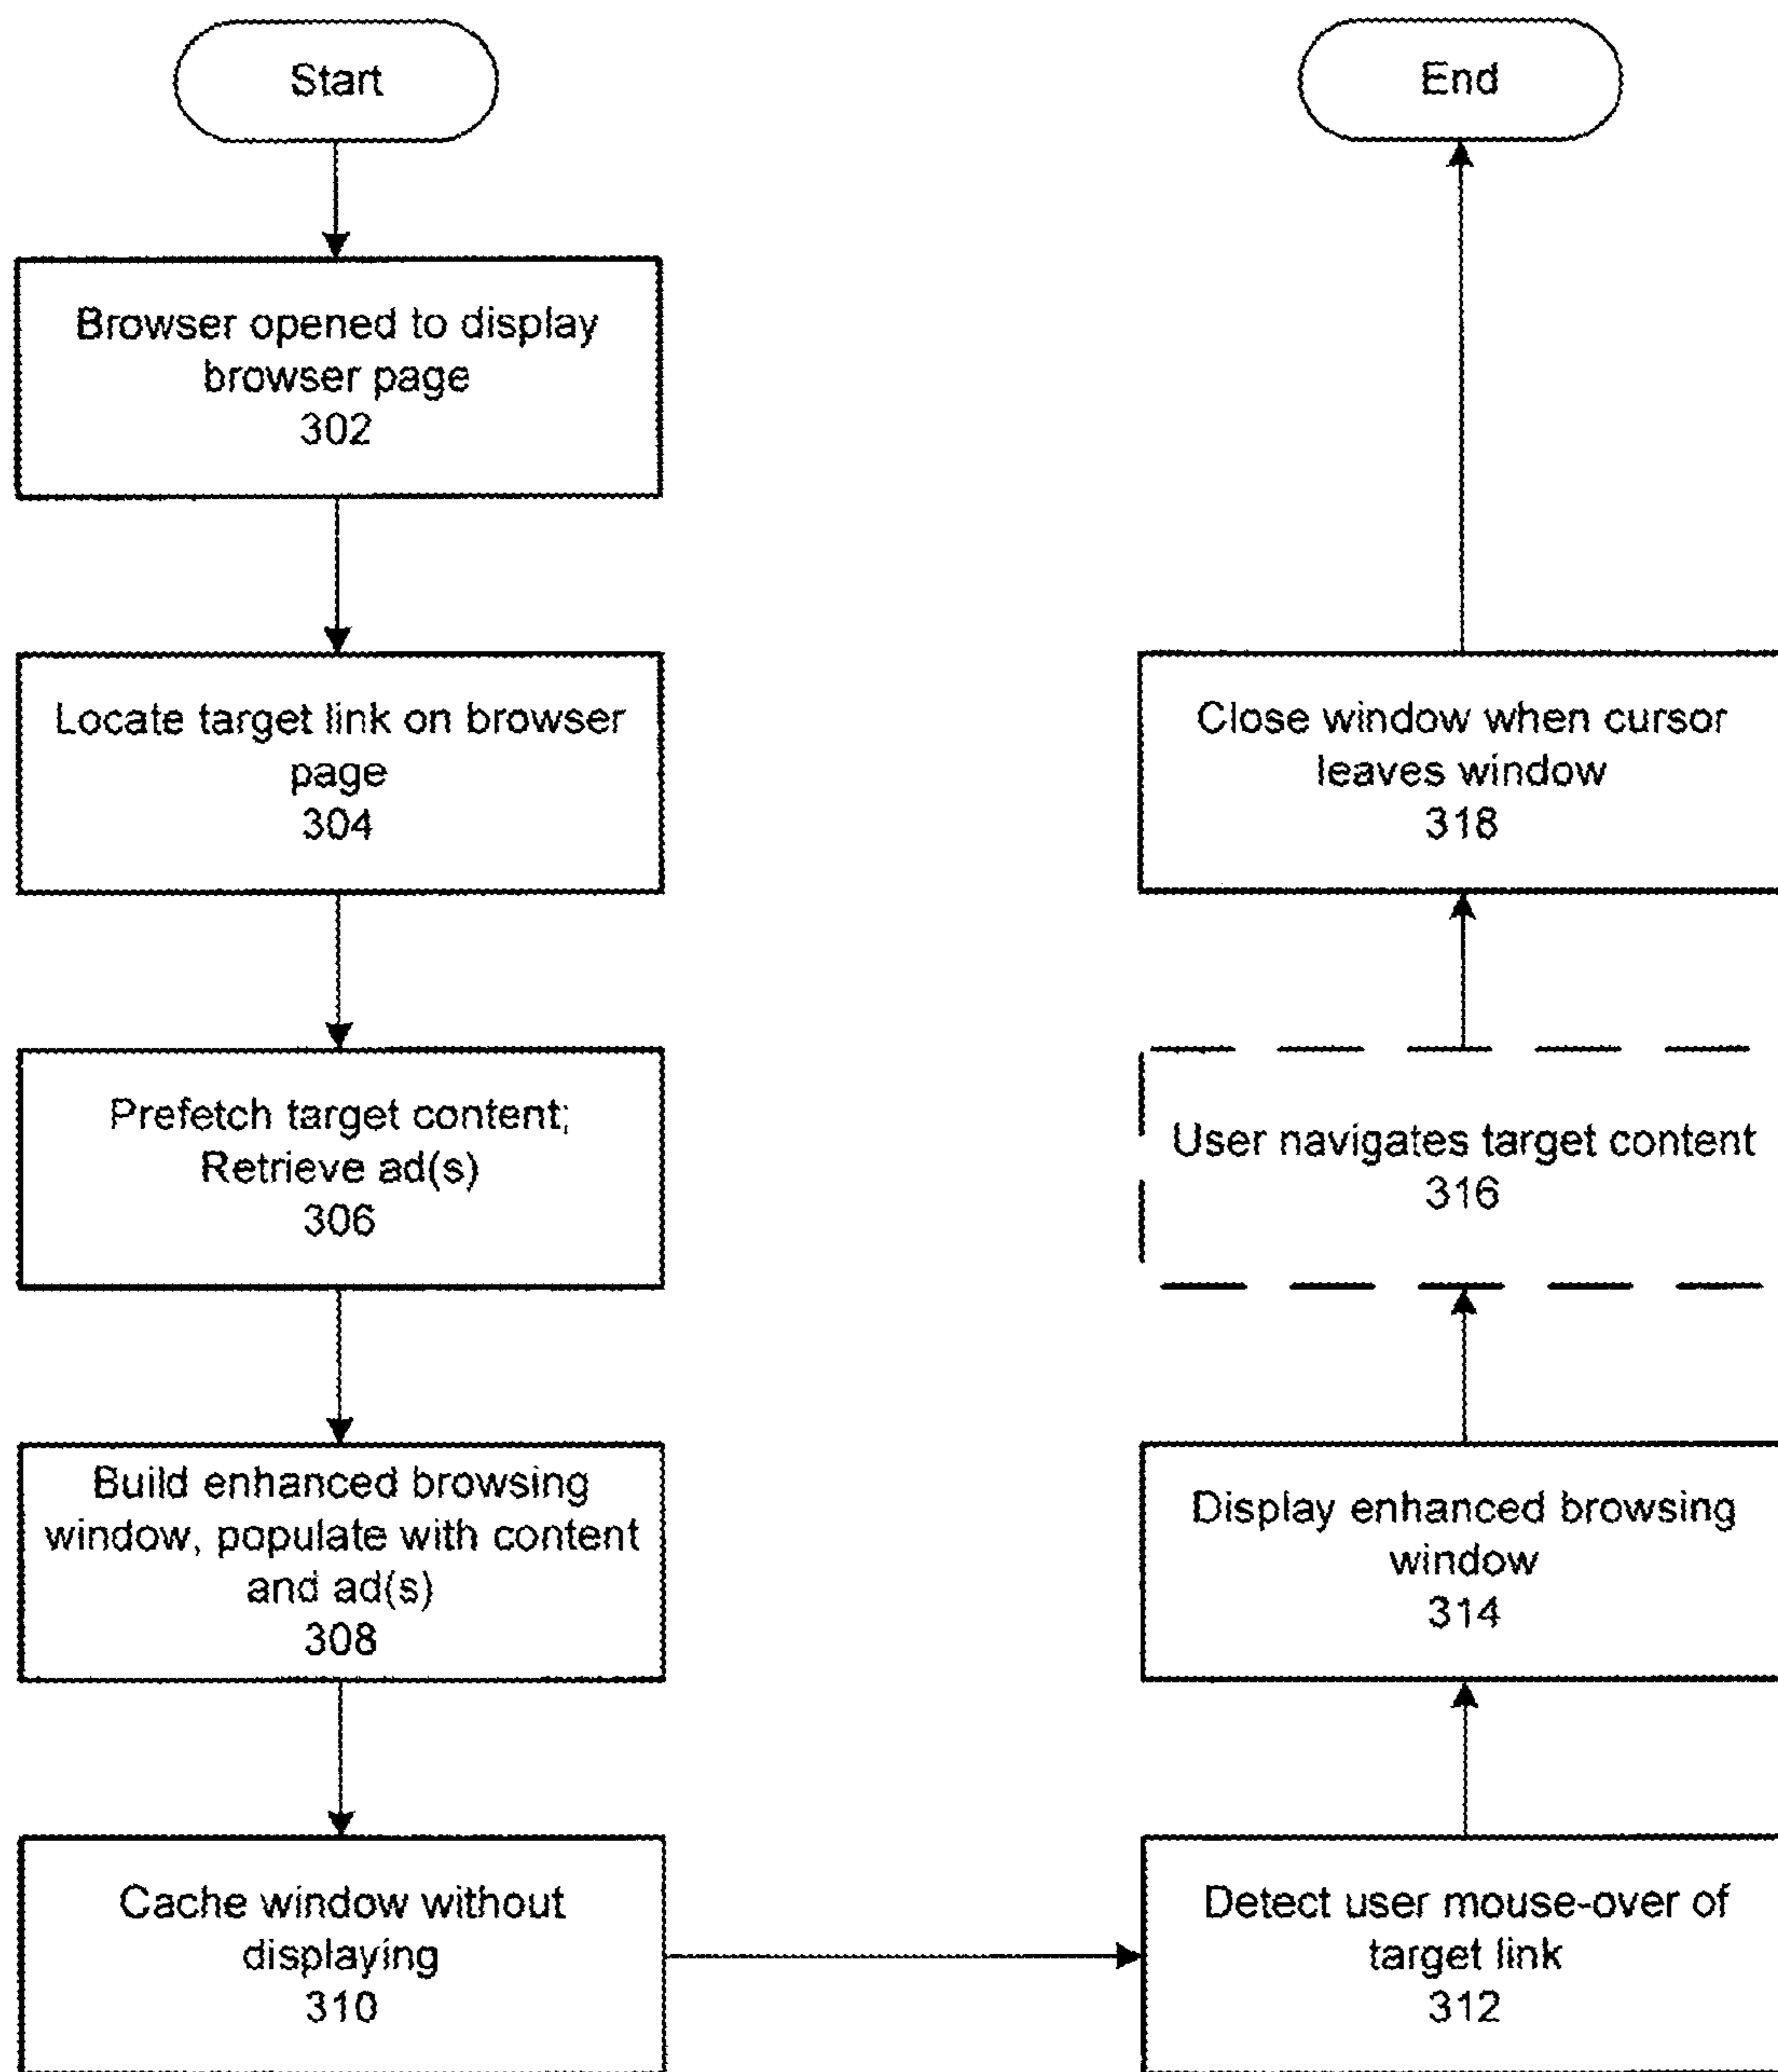 Start
Browser opened to display
browser page
302
Locate target link on browser
page
304
Prefetch target content;
Retrieve ad(s)
306
Build enhanced browsing
window, populate with content
and ad(s)
308
Cache window without
displaying
310
Detect user mouse-over of
target link
312
Display enhanced browsing
window
314
User navigates target content
316
Close window when cursor
leaves window
318
End